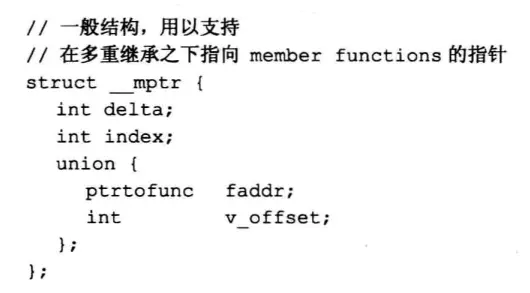 // 一般结构，用以支持
// 在多重继承之下指向 member functions 的指针
struct __mptr {
int delta;
int index;
union {
ptrtofunc faddr;
int v_offset;
};
};